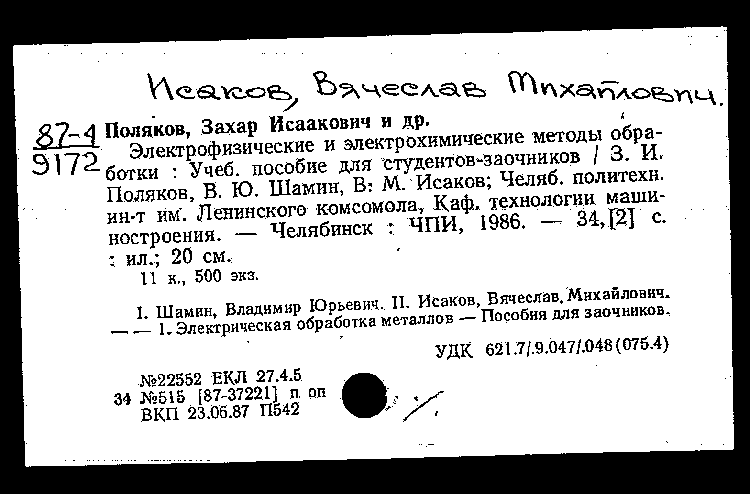 Исаков, Вячеслав Михайлович.
87-4
9172
Поляков, Захар Исаакович и др.
Электрофизические и электрохимические методы обра-
ботки : Учеб. пособие для студентов-заочников / З. И.
Поляков, В. Ю. Шамин, В. М. Исаков; Челяб. политехн.
ин-т им. Ленинского комсомола, Каф. технологии маши-
ностроения. — Челябинск : ЧПИ, 1986. — 34,[2] с.
: ил.; 20 см.
11 к., 500 экз.
I. Шамин, Владимир Юрьевич. II. Исаков, Вячеслав Михайлович.
— — 1. Электрическая обработка металлов — Пособия для заочников.
УДК 621.7/.9.047/.048(075.4)
№22552 ЕКЛ 27.4.5
34 №515 [87-37221] п оп
ВКП 23.06.87 П542